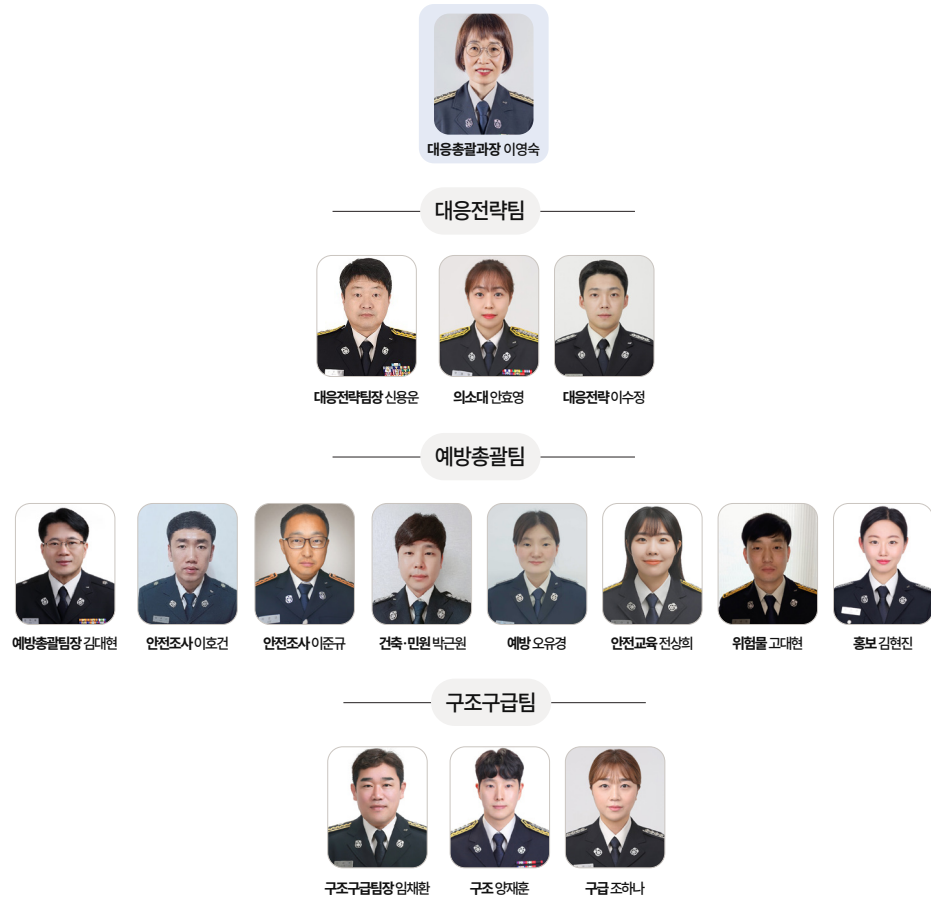 대응총괄과장 이영숙
대응전략팀
대응전략팀장 신용운
의소대 안효영
대응전략 이수정
예방총괄팀
예방총괄팀장 김대현
안전조사 이호건
안전조사 이준규
건축·민원 박근원
예방 오유경
안전교육 전상희
위험물 고대현
홍보 김현진
구조구급팀
구조구급팀장 임채환
구조 양재훈
구급 조하나